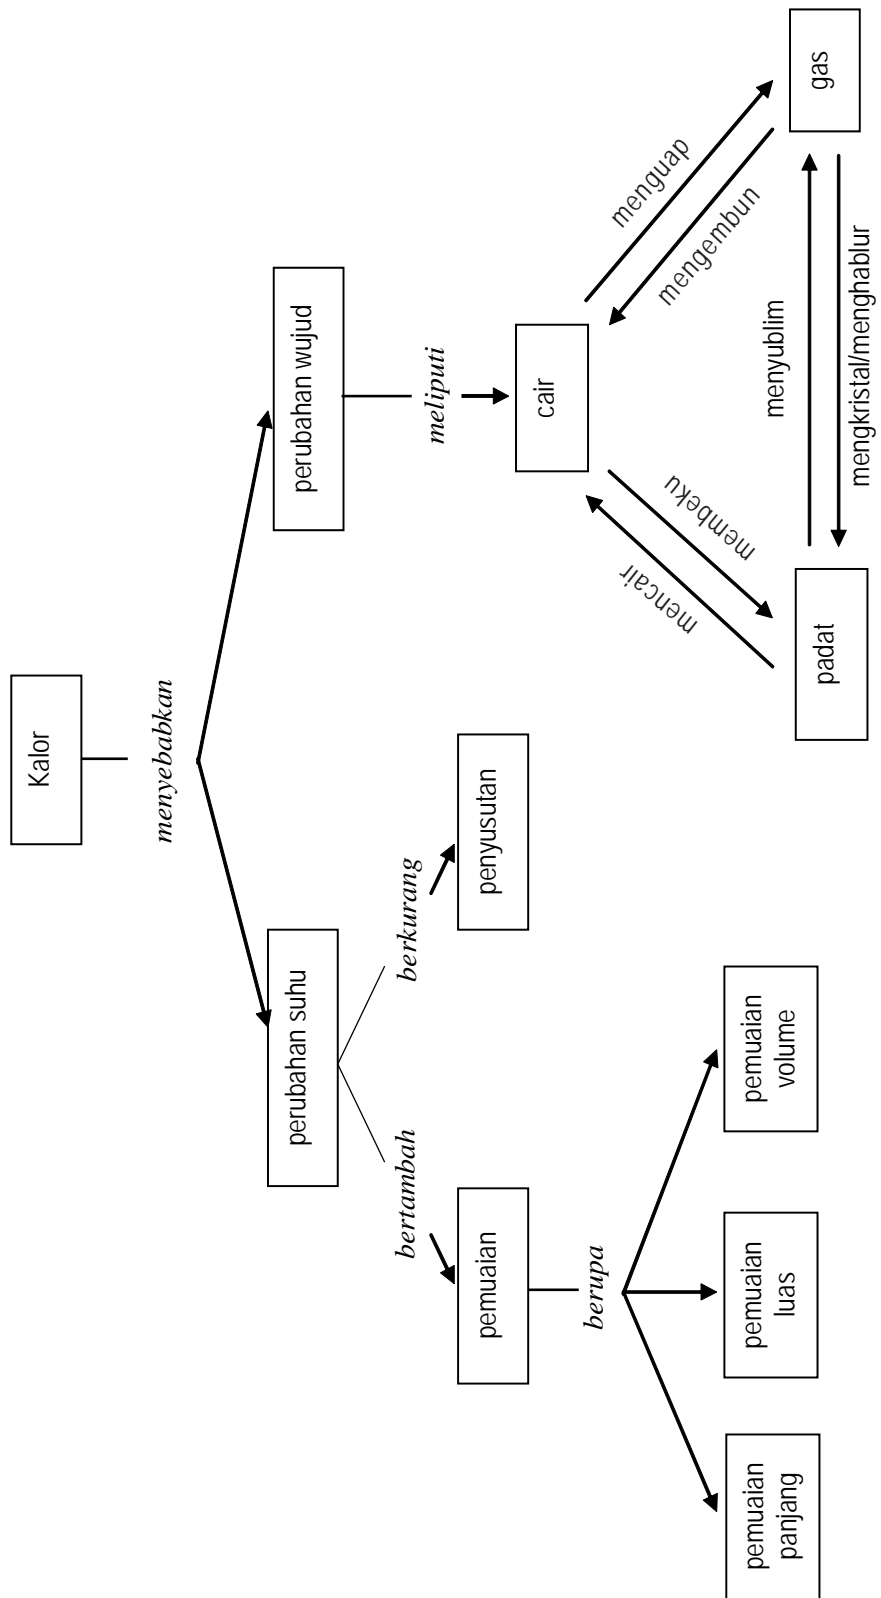 Kalor
menyebabkan
perubahan suhu
perubahan wujud
bertambah
berkurang
meliputi
pemuaian
penyusutan
cair
berupa
mencair
membeku
menguap
mengembun
pemuaian
panjang
pemuaian
luas
pemuaian
volume
padat
menyublim
mengkristal/menghablur
gas